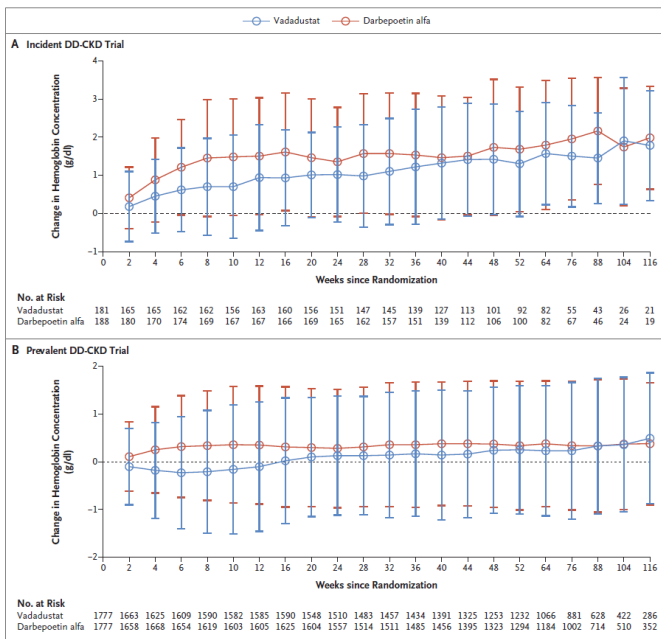 Vadadustat Darbepoetin alfa
A Incident DD-CKD Trial
Change in Hemoglobin Concentration
(g/dl)
4
3
2
1
0
−1
0 2 4 6 8 10 12 16 20 24 28 32 36 40 44 48 52 64 76 88 104 116
Weeks since Randomization
No. at Risk
Vadadustat 181 165 165 162 162 156 163 160 156 151 147 145 139 127 113 101 92 82 55 43 26 21
Darbepoetin alfa 188 180 170 174 169 167 167 166 169 165 162 157 151 139 112 106 100 82 67 46 24 19
B Prevalent DD-CKD Trial
Change in Hemoglobin Concentration
(g/dl)
2
1
0
−1
−2
0 2 4 6 8 10 12 16 20 24 28 32 36 40 44 48 52 64 76 88 104 116
Weeks since Randomization
No. at Risk
Vadadustat 1777 1663 1625 1609 1590 1582 1585 1590 1548 1510 1483 1457 1434 1391 1325 1253 1232 1066 881 628 422 286
Darbepoetin alfa 1777 1658 1668 1654 1619 1603 1605 1625 1604 1557 1514 1511 1485 1456 1395 1323 1294 1184 1002 714 510 352